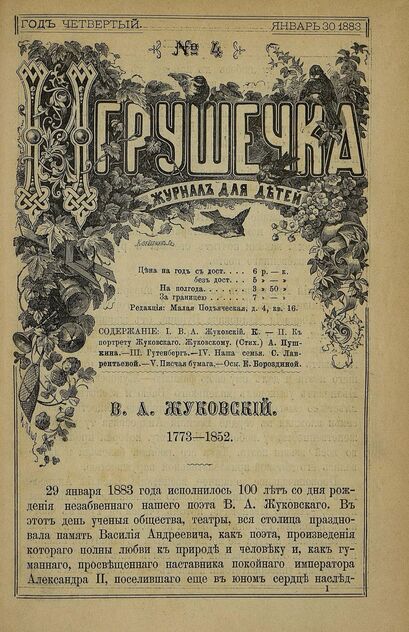 ГОДЪ ЧЕТВЕРТЫЙ.
ЯНВАРЬ 30 1883
№ 4
ИГРУШЕЧКА
ЖУРНАЛЪ ДЛЯ ДѢТЕЙ
Цѣна на годъ съ дост. . . . 6 р. — к.
безъ дост. . . . 5 » — »
На полгода. . . . . . 3 » 50 »
За границею . . . . . 7 » — »
Редакція: Малая Подъяческая, д. 4, кв. 16.
СОДЕРЖАНІЕ: I. В. А. Жуковскій. К. — II. Къ
портрету Жуковскаго. Жуковскому. (Стих.) А. Пуш-
кина.—III. Гутенбергъ.—IV. Наша семья. С. Лав-
рентьевой.—V. Писчая бумага,—Осы. Е. Бороздиной.
В. А. ЖУКОВСКІЙ.
1773—1852.
29 января 1883 года исполнилось 100 лѣтъ со дня рож-
денія незабвеннаго нашего поэта В. А. Жуковскаго. Въ
этотъ день ученыя общества, театры, вся столица праздно-
вала память Василія Андреевича, какъ поэта, произведенія
котораго полны любви къ природѣ и человѣку и, какъ гу-
маннаго, просвѣщеннаго наставника покойнаго императора
Александра II, поселившаго еще въ юномъ сердцѣ наслѣд-
1